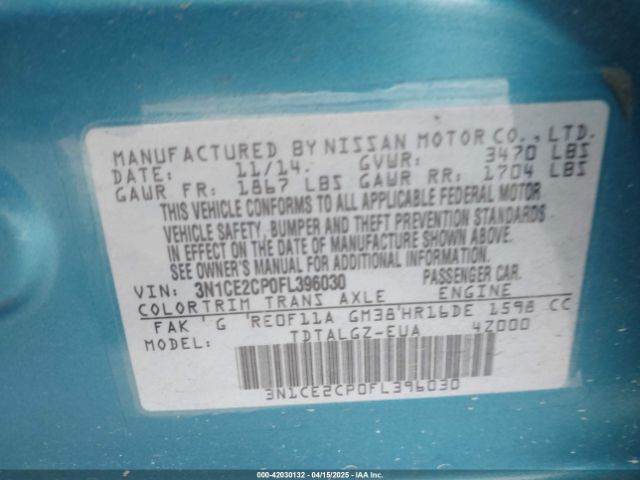 MANUFACTURED BY NISSAN MOTOR CO., LTD.
DATE: 11/14. GVWR: 3470 LBS
GAWR FR: 1867 LBS GAWR RR: 1704 LBS
THIS VEHICLE CONFORMS TO ALL APPLICABLE FEDERAL MOTOR
VEHICLE SAFETY, BUMPER AND THEFT PREVENTION STANDARDS
IN EFFECT ON THE DATE OF MANUFACTURE SHOWN ABOVE.
SEE OWNER'S MANUAL FOR ADDITIONAL INFORMATION.
VIN: 3N1CE2CP0FL396030 PASSENGER CAR.
COLOR TRIM TRANS AXLE ENGINE
FAK 'G 'RE0F11A GM38'HR16DE 1598 CC
MODEL: TDTALGZ-EUA 4Z000
3N1CE2CP0FL396030
000-42030132 - 04/15/2025 - IAAI.COM